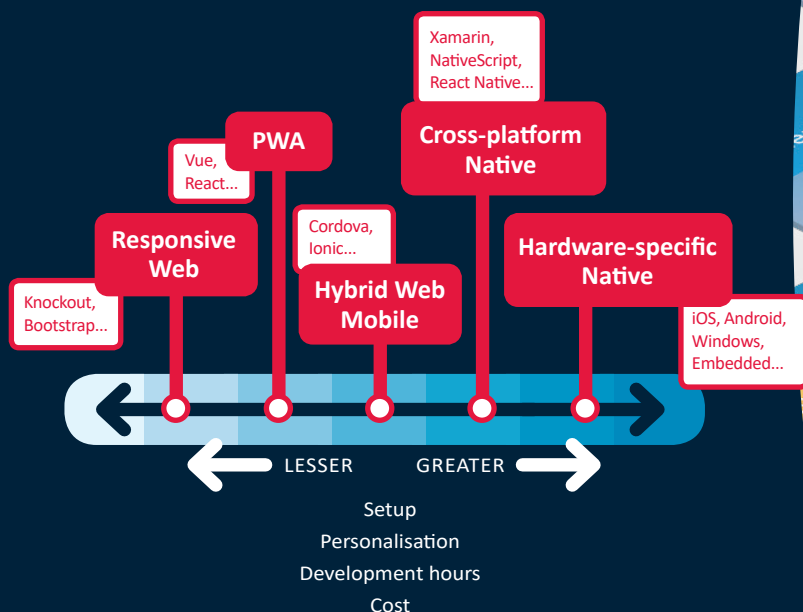 Xamarin,
NativeScript,
React Native...
Cross-platform
Native
PWA
Vue,
React...
Cordova,
Ionic...
Responsive
Web
Hardware-specific
Native
Hybrid Web
Mobile
Knockout,
Bootstrap...
iOS, Android,
Windows,
Embedded...
LESSER
GREATER
Setup
Personalisation
Development hours
Cost